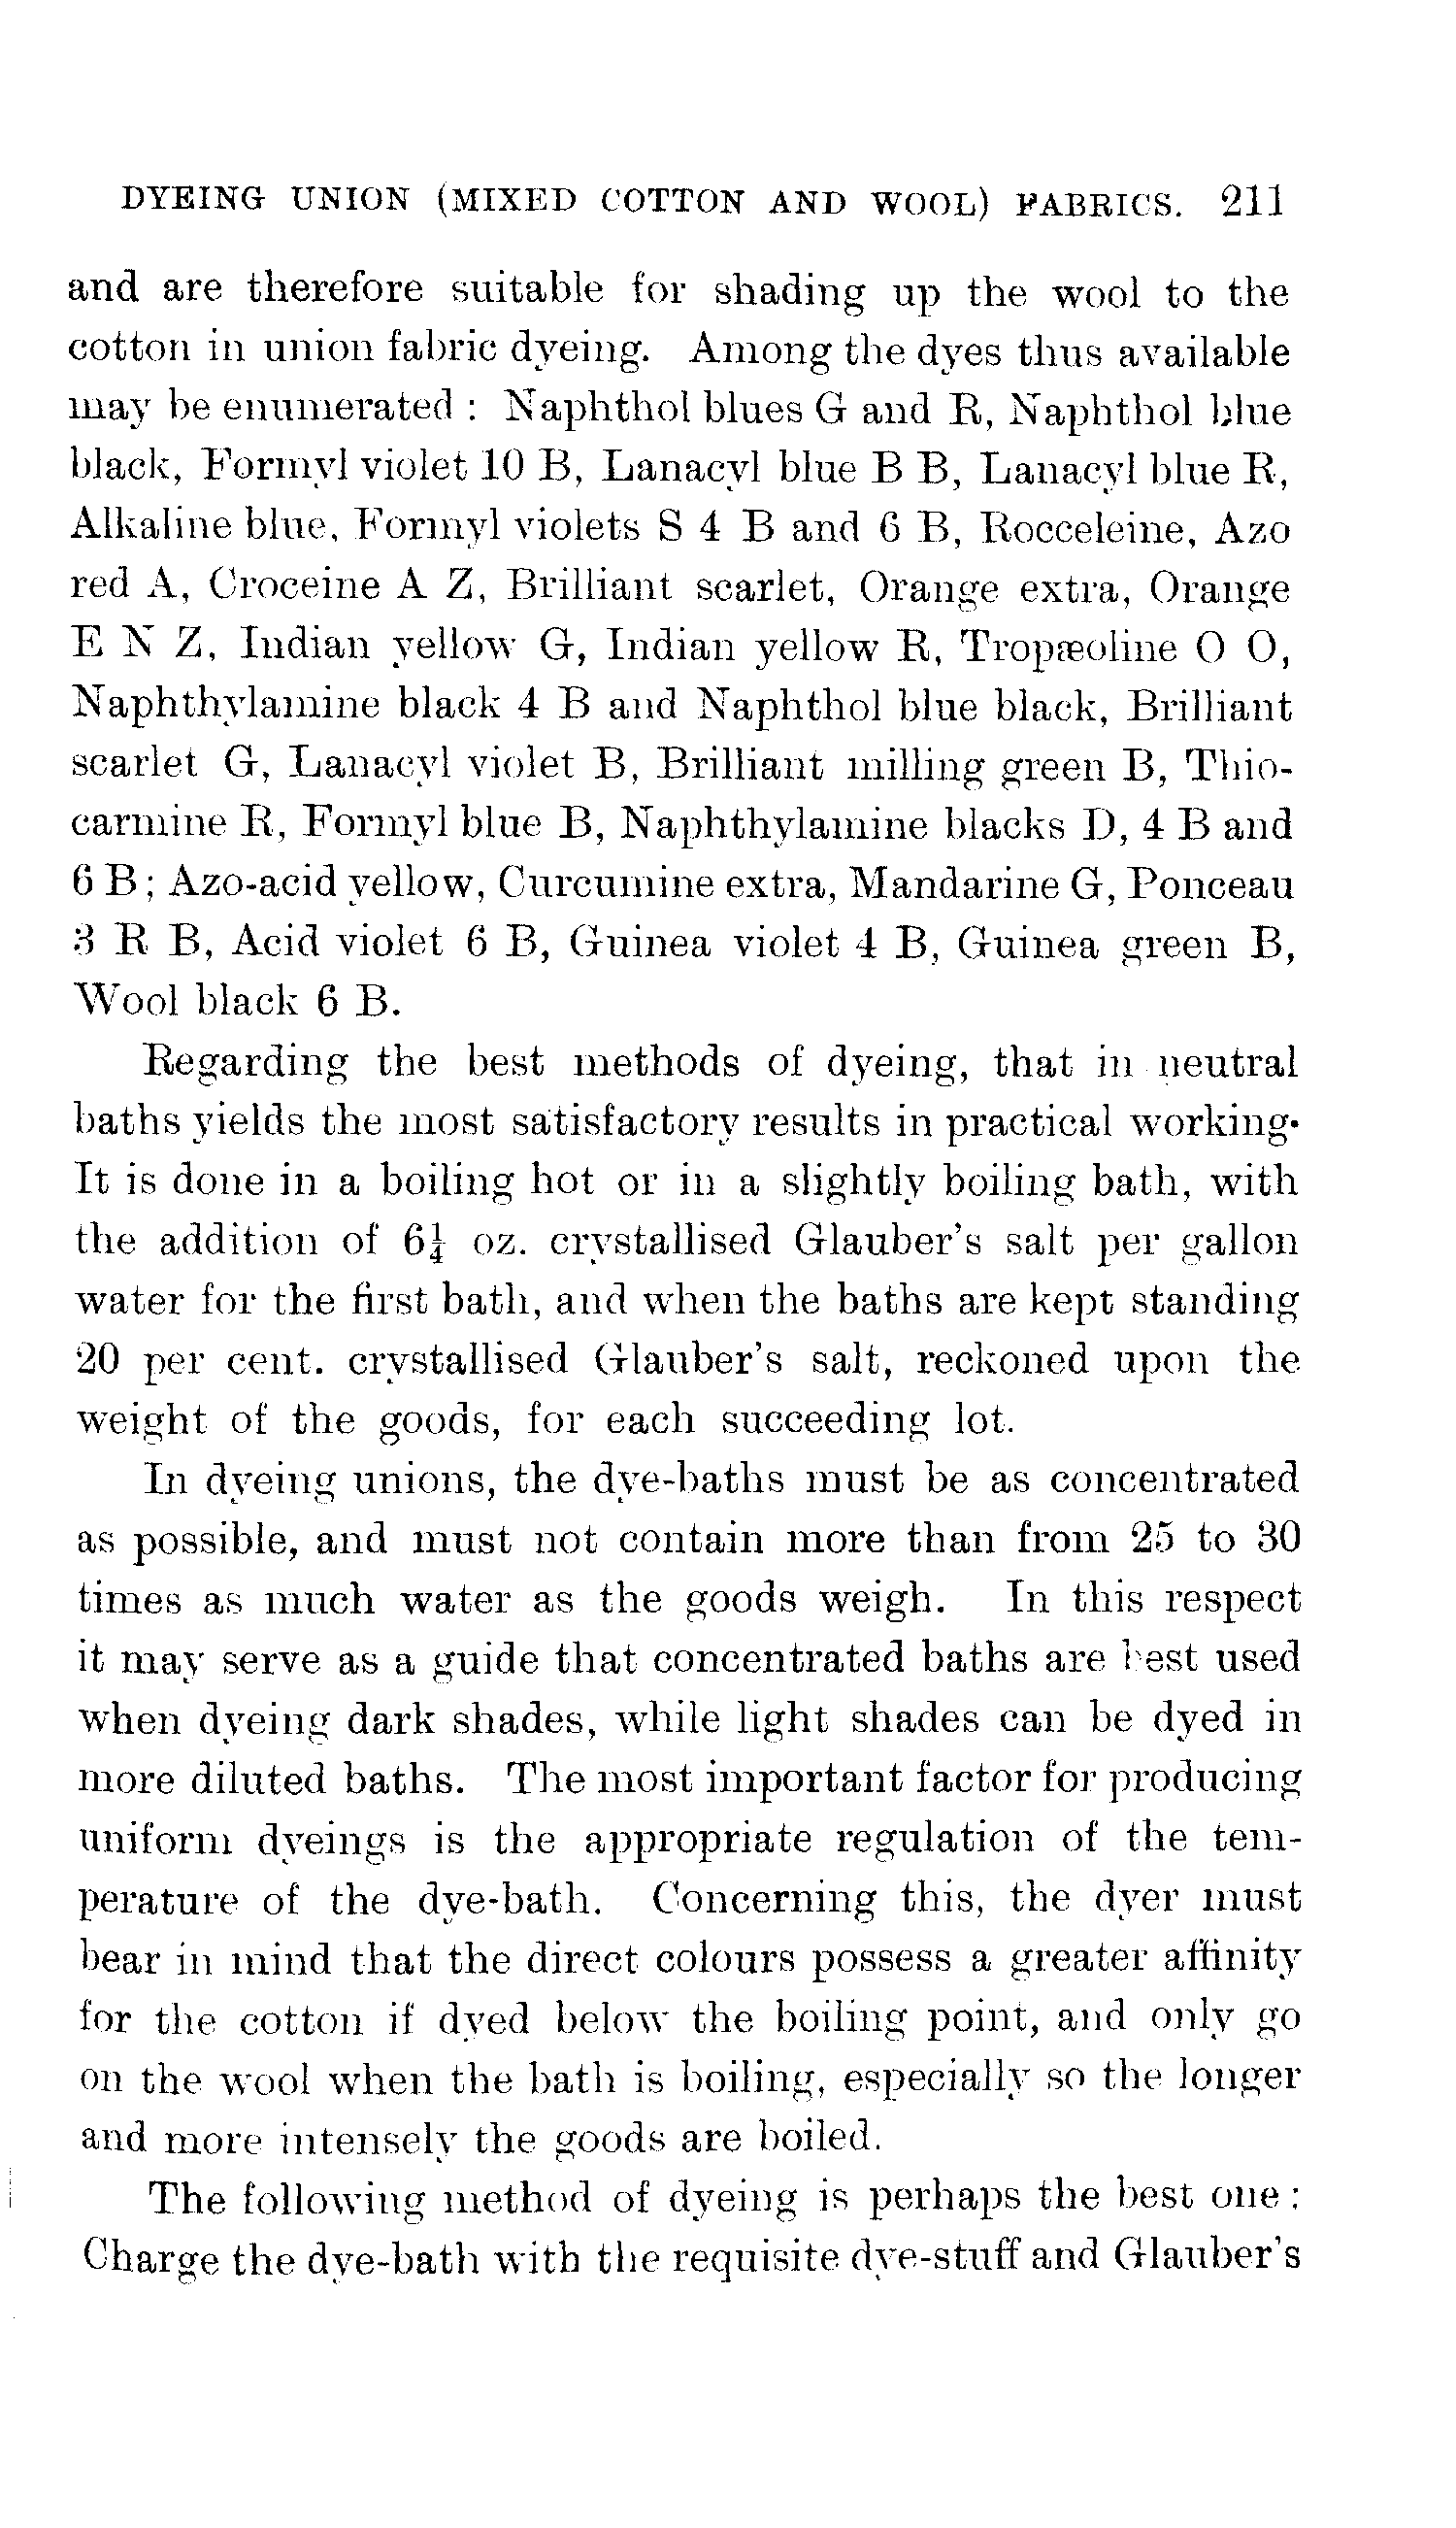 DYEING UNION (MIXED COTTON AND WOOL) FABRICS. 211
and are therefore suitable for shading up the wool to the
cotton in union fabric dyeing. Among the dyes thus available
may be enumerated : Naphthol blues G and R, Naphthol blue
black, Formyl violet 10 B, Lanacyl blue B B, Lanacyl blue R,
Alkaline blue, Formyl violets S 4 B and 6 B, Rocceleine, Azo
red A, Croceine A Z, Brilliant scarlet, Orange extra, Orange
E N Z, Indian yellow G, Indian yellow R, Tropæoline O O,
Naphthylamine black 4 B and Naphthol blue black, Brilliant
scarlet G, Lanacyl violet B, Brilliant milling green B, Thio-
carmine R, Formyl blue B, Naphthylamine blacks D, 4 B and
6 B ; Azo-acid yellow, Curcumine extra, Mandarine G, Ponceau
3 R B, Acid violet 6 B, Guinea violet 4 B, Guinea green B,
Wool black 6 B.
Regarding the best methods of dyeing, that in neutral
baths yields the most satisfactory results in practical working.
It is done in a boiling hot or in a slightly boiling bath, with
the addition of 6¼ oz. crystallised Glauber's salt per gallon
water for the first bath, and when the baths are kept standing
20 per cent. crystallised Glauber's salt, reckoned upon the
weight of the goods, for each succeeding lot.
In dyeing unions, the dye-baths must be as concentrated
as possible, and must not contain more than from 25 to 30
times as much water as the goods weigh. In this respect
it may serve as a guide that concentrated baths are best used
when dyeing dark shades, while light shades can be dyed in
more diluted baths. The most important factor for producing
uniform dyeings is the appropriate regulation of the tem-
perature of the dye-bath. Concerning this, the dyer must
bear in mind that the direct colours possess a greater affinity
for the cotton if dyed below the boiling point, and only go
on the wool when the bath is boiling, especially so the longer
and more intensely the goods are boiled.
The following method of dyeing is perhaps the best one :
Charge the dye-bath with the requisite dye-stuff and Glauber's